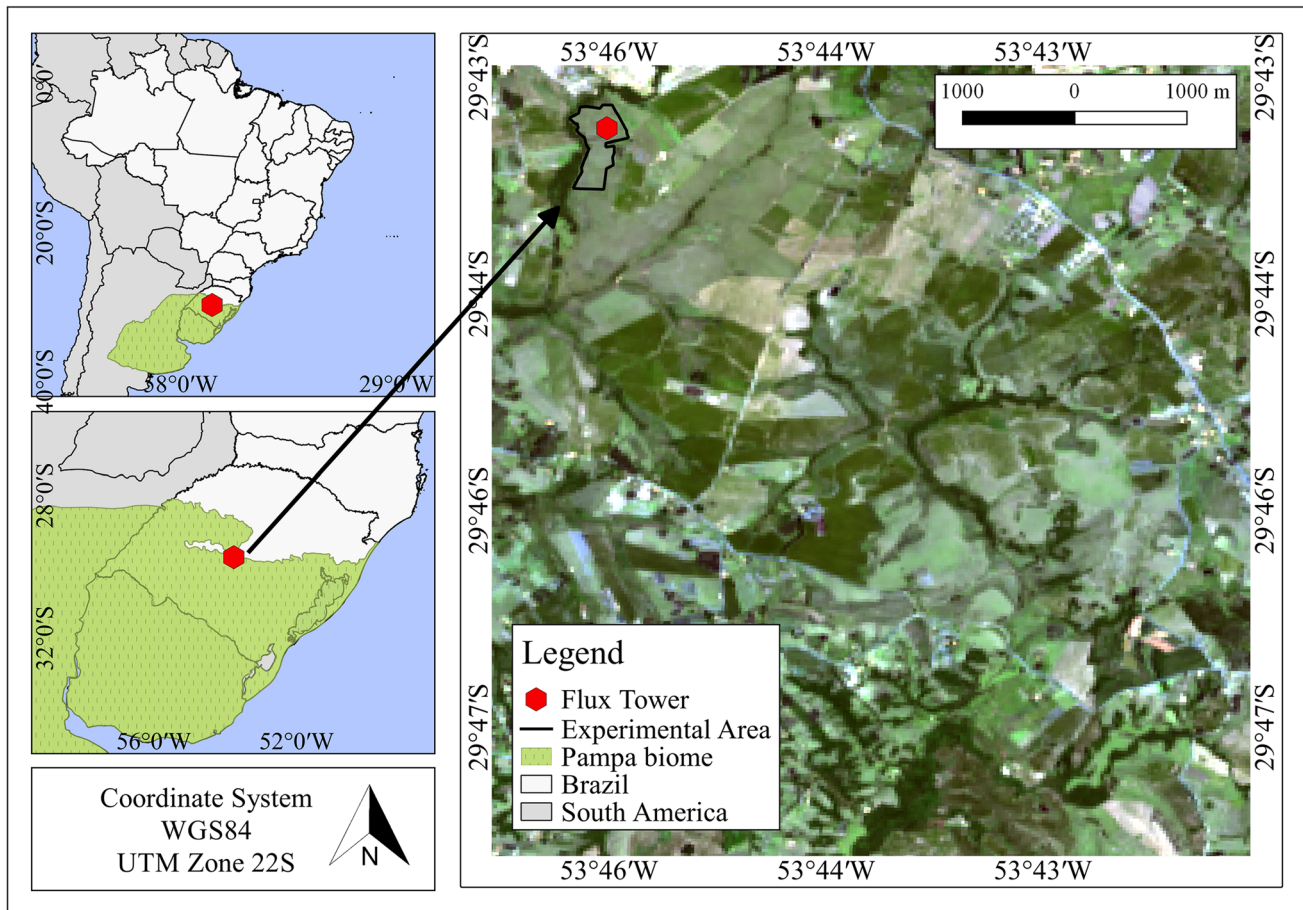 0°0′
20°0′S
40°0′S
58°0′W
29°0′W
28°0′S
32°0′S
56°0′W
52°0′W
Coordinate System
WGS84
UTM Zone 22S
N
53°46′W
53°44′W
53°43′W
29°43′S
29°43′S
1000
0
1000 m
29°44′S
29°44′S
29°46′S
29°46′S
29°47′S
29°47′S
Legend
Flux Tower
Experimental Area
Pampa biome
Brazil
South America
53°46′W
53°44′W
53°43′W